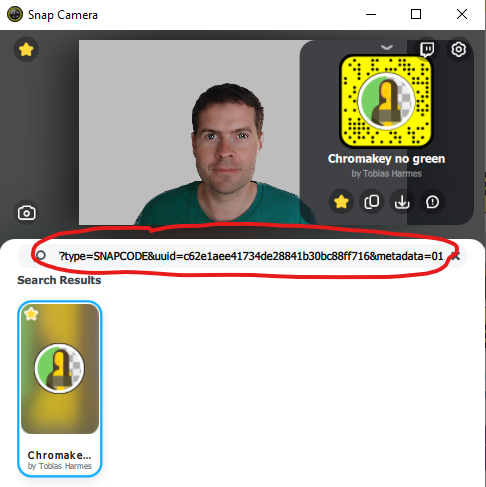 Snap Camera
Chromakey no green
by Tobias Harmes
?type=SNAPCODE&uuid=c62e1aee41734de28841b30bc88ff716&metadata=01
Search Results
Chromake...
by Tobias Harmes